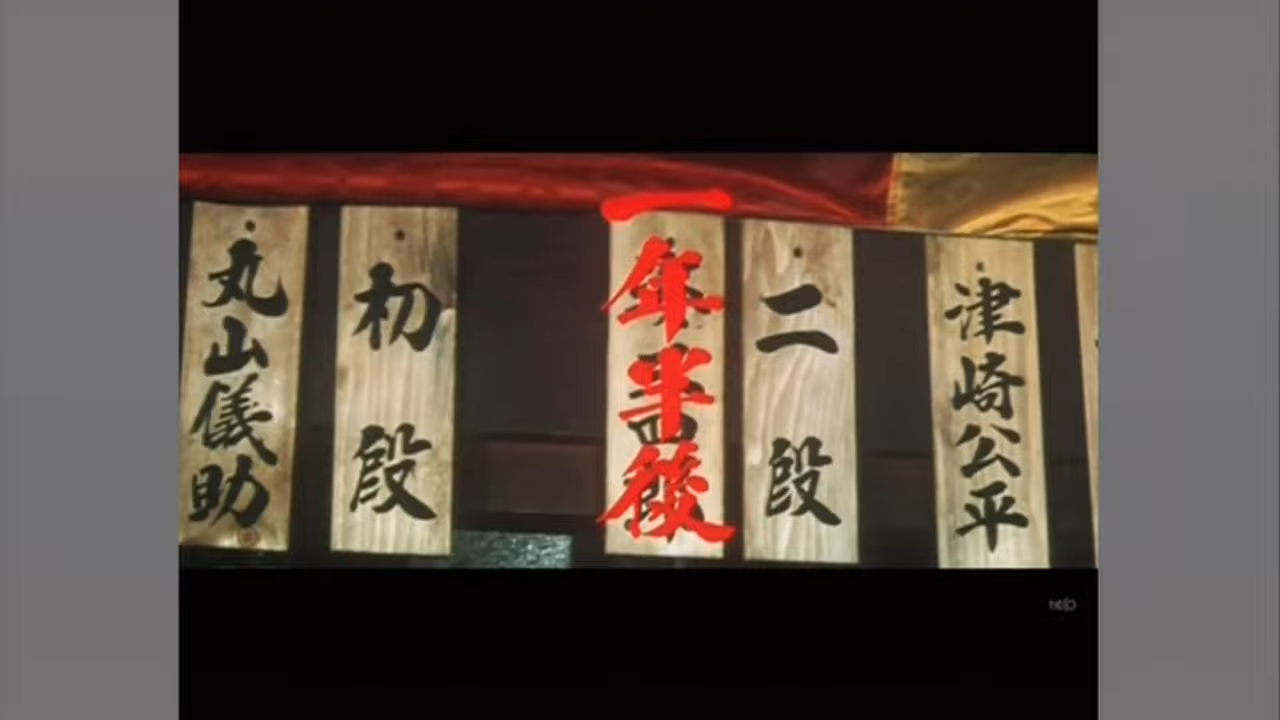 津崎公平
二段
一年半後
初段
丸山儀助